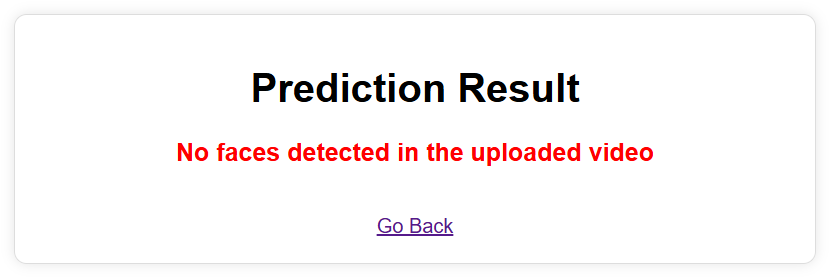 Prediction Result
No faces detected in the uploaded video
Go Back